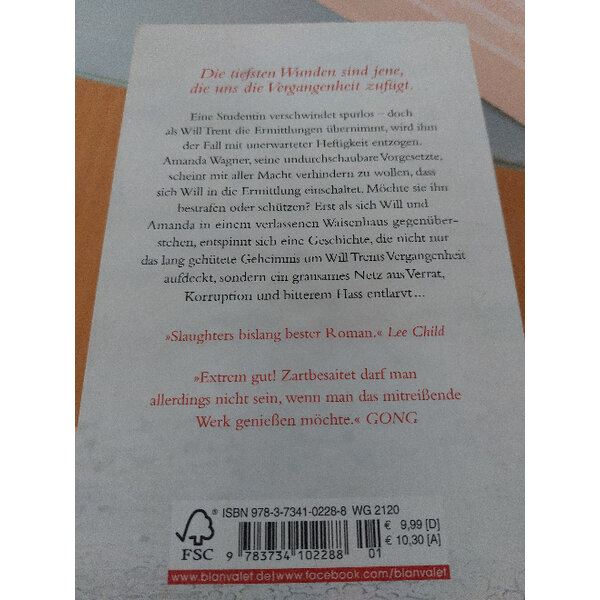 Die tiefsten Wunden sind jene,
die uns die Vergangenheit zufügt.
Eine Studentin verschwindet spurlos – doch
als Will Trent die Ermittlungen übernimmt, wird ihm
der Fall mit unerwarteter Heftigkeit entzogen.
Amanda Wagner, seine undurchschaubare Vorgesetzte,
scheint mit aller Macht verhindern zu wollen, dass
sich Will in die Ermittlung einschaltet. Möchte sie ihn
bestrafen oder schützen? Erst als sich Will und
Amanda in einem verlassenen Waisenhaus gegenüber-
stehen, entspinnt sich eine Geschichte, die nicht nur
das lang gehütete Geheimnis um Will Trents Vergangenheit
aufdeckt, sondern ein grausames Netz aus Verrat,
Korruption und bitterem Hass entlarvt ...
»Slaughters bislang bester Roman.« Lee Child
»Extrem gut! Zartbesaitet darf man
allerdings nicht sein, wenn man das mitreißende
Werk genießen möchte.« GONG
ISBN 978-3-7341-0228-8 WG 2120
€ 9,99 [D]
€ 10,30 [A]
® FSC
9 783734 102288 01
www.blanvalet.de www.facebook.com/blanvalet